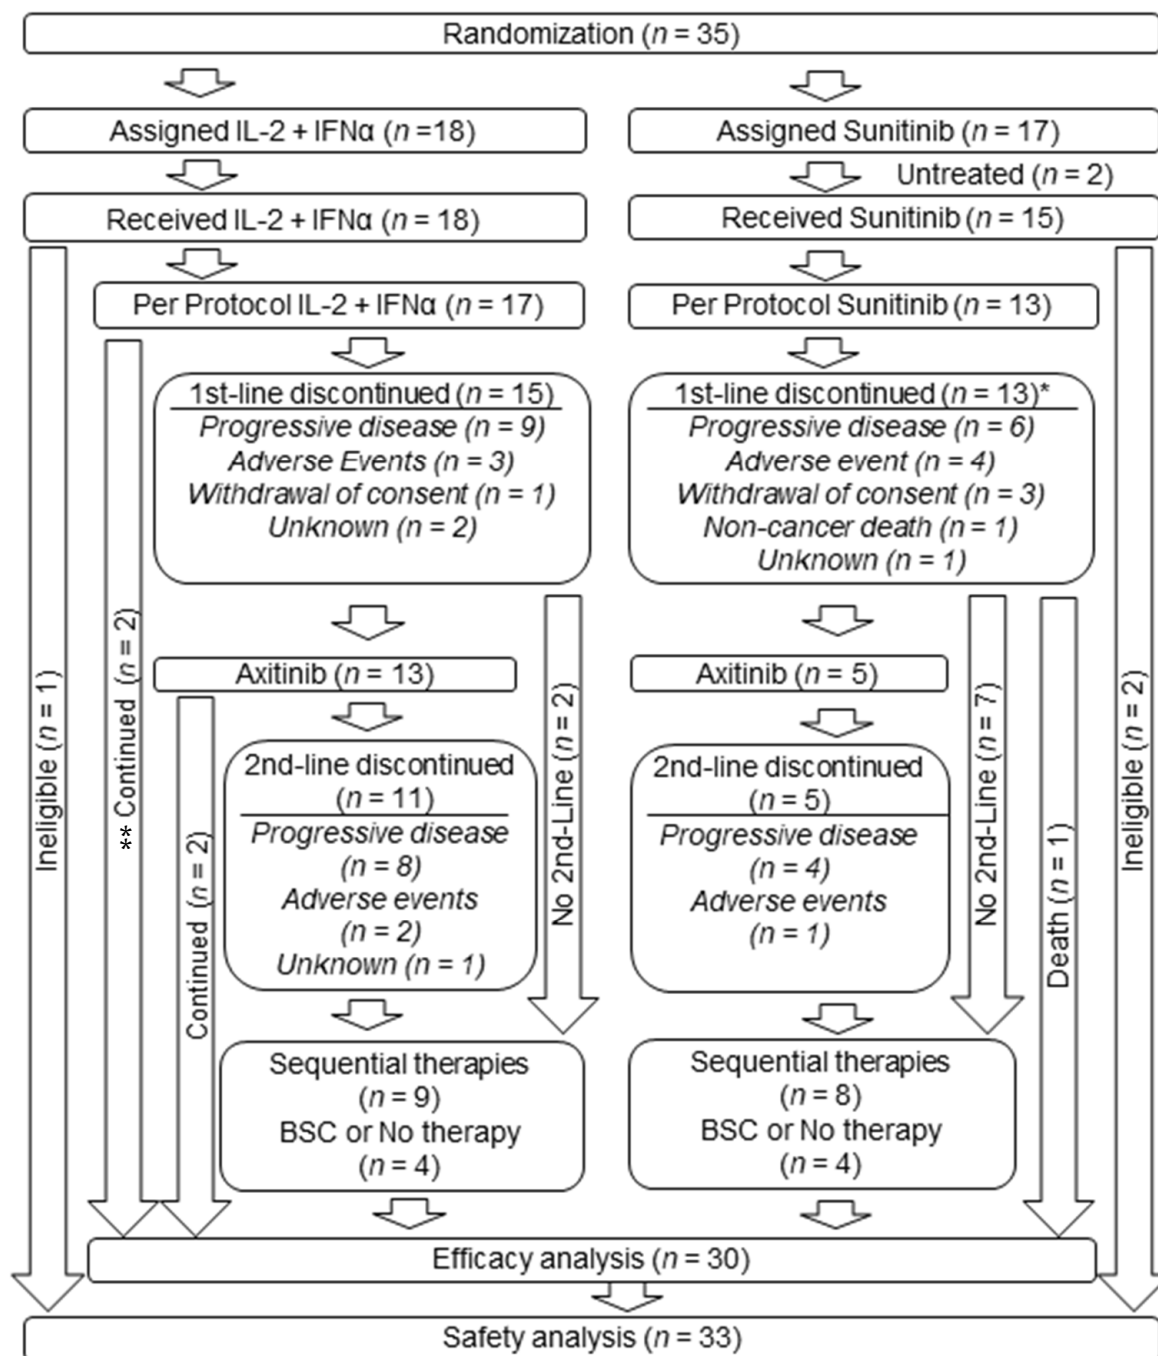 Randomization (n = 35)
Assigned IL-2 + IFNα (n =18)
Assigned Sunitinib (n = 17)
Untreated (n = 2)
Received IL-2 + IFNα (n = 18)
Received Sunitinib (n = 15)
Per Protocol IL-2 + IFNα (n = 17)
Per Protocol Sunitinib (n = 13)
1st-line discontinued (n = 15)
Progressive disease (n = 9)
Adverse Events (n = 3)
Withdrawal of consent (n = 1)
Unknown (n = 2)
1st-line discontinued (n = 13)*
Progressive disease (n = 6)
Adverse event (n = 4)
Withdrawal of consent (n = 3)
Non-cancer death (n = 1)
Unknown (n = 1)
Ineligible (n = 1)
** Continued (n = 2)
Axitinib (n = 13)
Continued (n = 2)
2nd-line discontinued
(n = 11)
Progressive disease
(n = 8)
Adverse events
(n = 2)
Unknown (n = 1)
No 2nd-Line (n = 2)
Axitinib (n = 5)
2nd-line discontinued
(n = 5)
Progressive disease
(n = 4)
Adverse events
(n = 1)
No 2nd-Line (n = 7)
Death (n = 1)
Ineligible (n = 2)
Sequential therapies
(n = 9)
BSC or No therapy
(n = 4)
Sequential therapies
(n = 8)
BSC or No therapy
(n = 4)
Efficacy analysis (n = 30)
Safety analysis (n = 33)